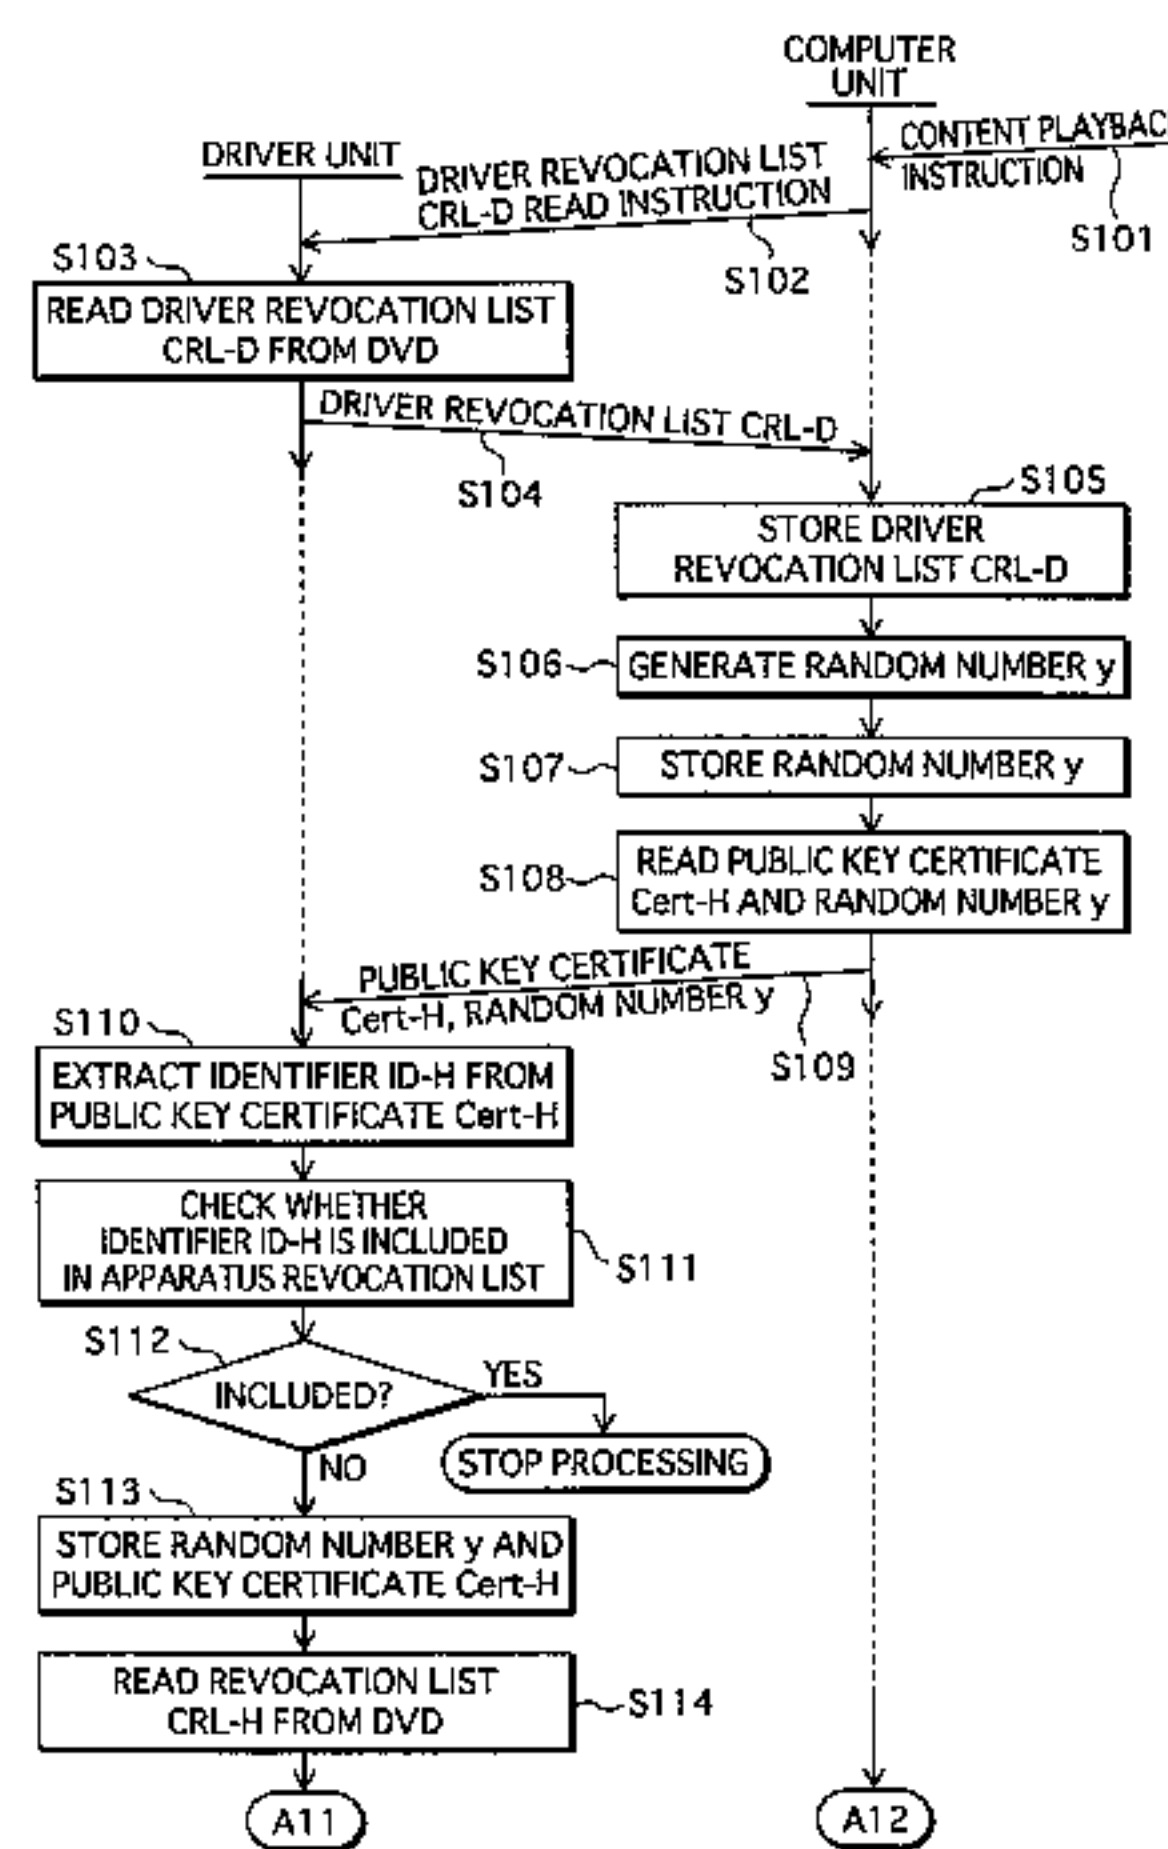 COMPUTER
UNIT
CONTENT PLAYBAC
INSTRUCTION
S101
DRIVER UNIT
DRIVER REVOCATION LIST
CRL-D READ INSTRUCTION
S102
S103
READ DRIVER REVOCATION LIST
CRL-D FROM DVD
DRIVER REVOCATION LIST CRL-D
S104
S105
STORE DRIVER
REVOCATION LIST CRL-D
S106
GENERATE RANDOM NUMBER y
S107
STORE RANDOM NUMBER y
S108
READ PUBLIC KEY CERTIFICATE
Cert-H AND RANDOM NUMBER y
PUBLIC KEY CERTIFICATE
Cert-H, RANDOM NUMBER y
S109
S110
EXTRACT IDENTIFIER ID-H FROM
PUBLIC KEY CERTIFICATE Cert-H
CHECK WHETHER
IDENTIFIER ID-H IS INCLUDED
IN APPARATUS REVOCATION LIST
S111
S112
INCLUDED?
YES
STOP PROCESSING
NO
S113
STORE RANDOM NUMBER y AND
PUBLIC KEY CERTIFICATE Cert-H
READ REVOCATION LIST
CRL-H FROM DVD
S114
A11
A12